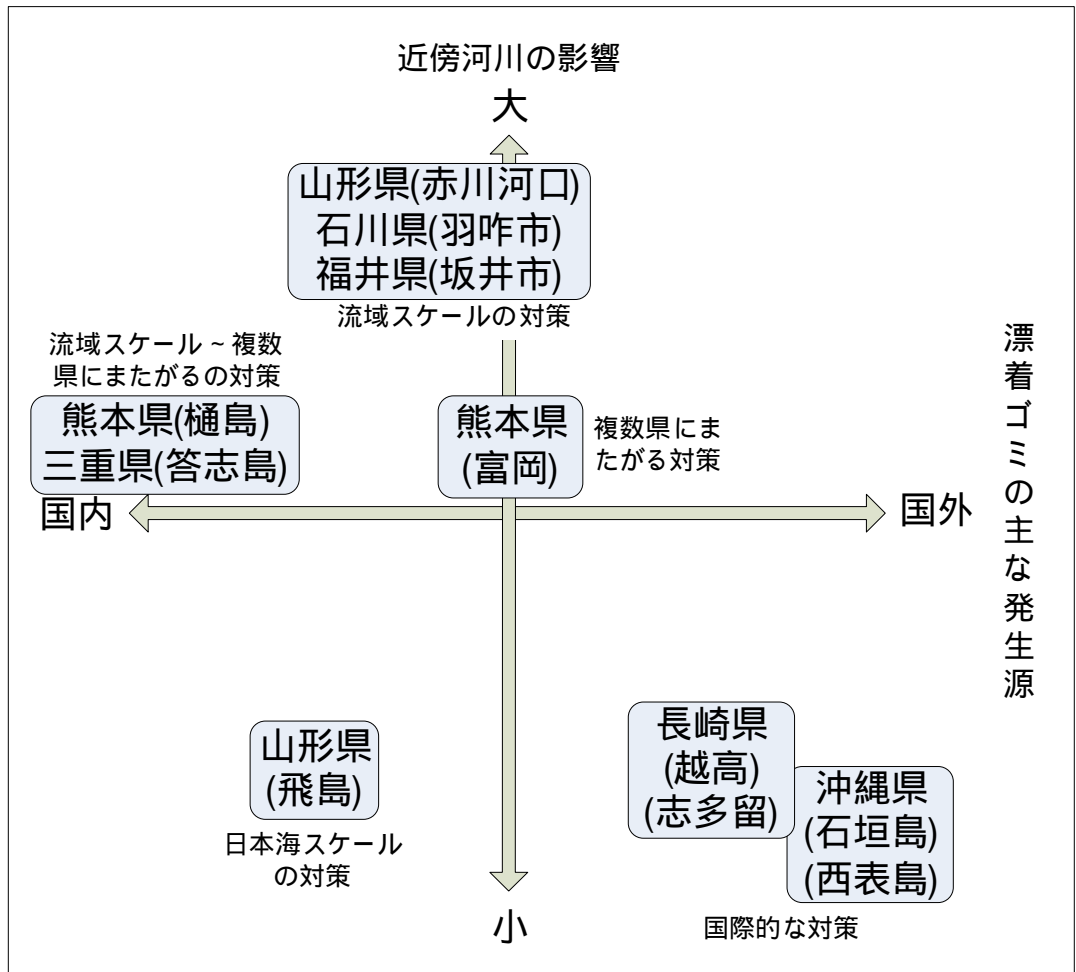 近傍河川の影響
大
山形県(赤川河口)
石川県(羽咋市)
福井県(坂井市)
流域スケールの対策
流域スケール~複数
県にまたがるの対策
熊本県(樋島)
三重県(答志島)
熊本県
(富岡)
複数県にま
たがる対策
国内
国外
漂着ゴミの主な発生源
山形県
(飛島)
日本海スケール
の対策
長崎県
(越高)
(志多留)
沖縄県
(石垣島)
(西表島)
国際的な対策
小